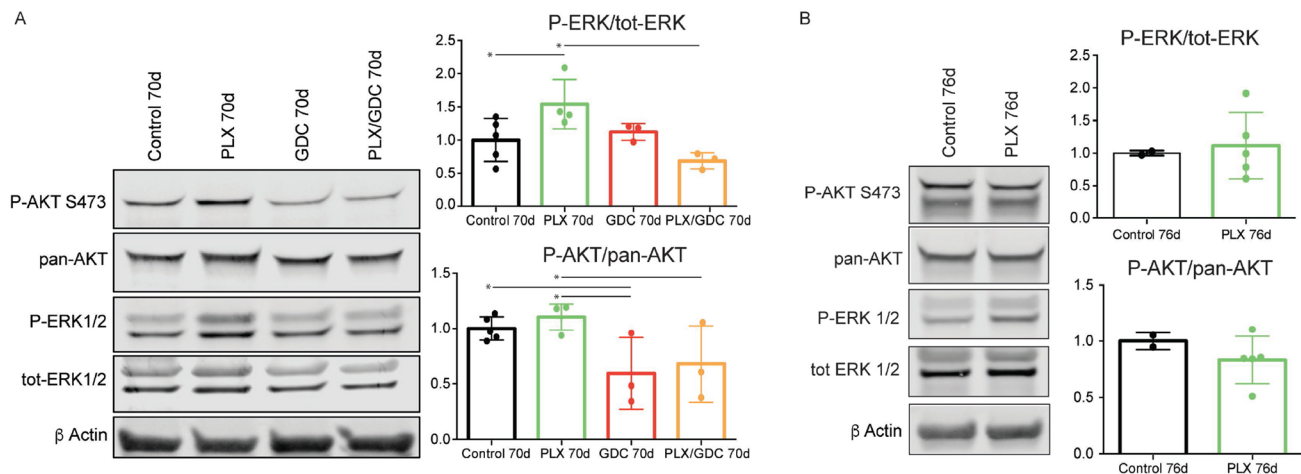 A
Control 70d
PLX 70d
GDC 70d
PLX/GDC 70d
P-AKT S473
pan-AKT
P-ERK1/2
tot-ERK1/2
β Actin
P-ERK/tot-ERK
2.5
2.0
1.5
1.0
0.5
0.0
*
*
Control 70d PLX 70d GDC 70d PLX/GDC 70d
P-AKT/pan-AKT
1.5
1.0
0.5
0.0
*
*
*
Control 70d PLX 70d GDC 70d PLX/GDC 70d
B
Control 76d
PLX 76d
P-AKT S473
pan-AKT
P-ERK 1/2
tot ERK 1/2
β Actin
P-ERK/tot-ERK
2.5
2.0
1.5
1.0
0.5
0.0
Control 76d PLX 76d
P-AKT/pan-AKT
1.5
1.0
0.5
0.0
Control 76d PLX 76d